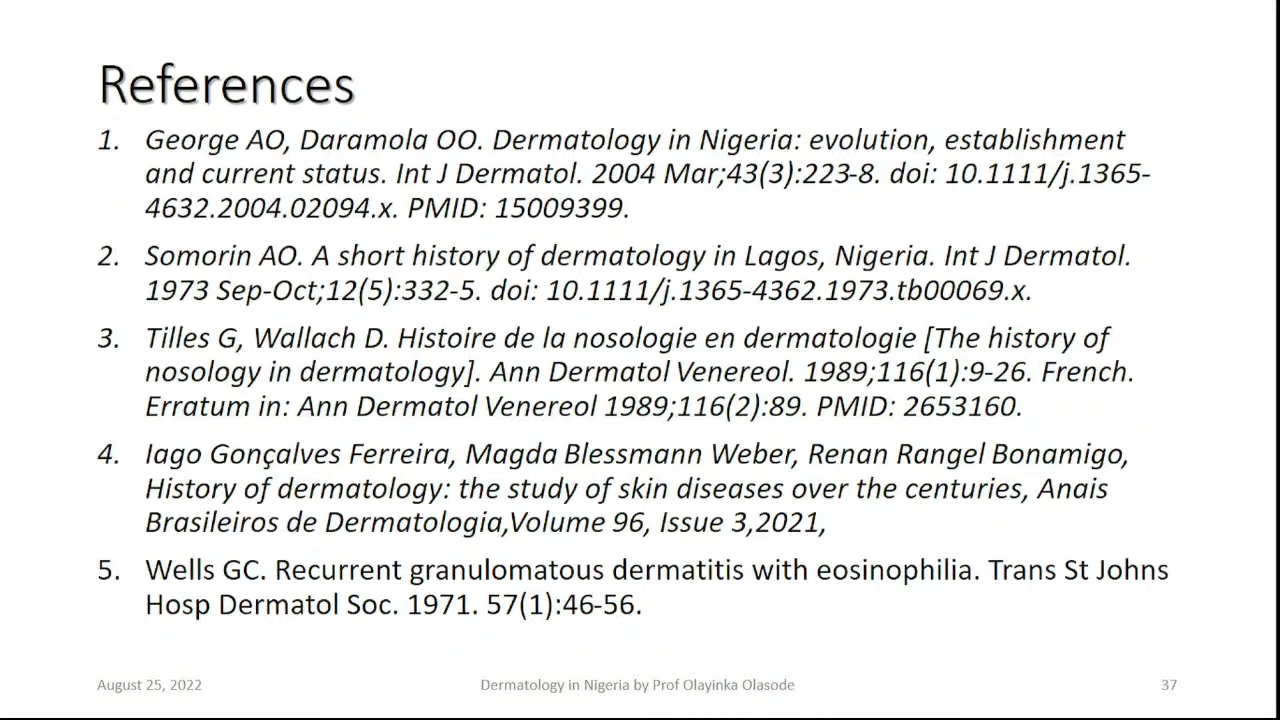 References
1. George AO, Daramola OO. Dermatology in Nigeria: evolution, establishment
and current status. Int J Dermatol. 2004 Mar;43(3):223-8. doi: 10.1111/j.1365-
4632.2004.02094.x. PMID: 15009399.
2. Somorin AO. A short history of dermatology in Lagos, Nigeria. Int J Dermatol.
1973 Sep-Oct;12(5):332-5. doi: 10.1111/j.1365-4362.1973.tb00069.x.
3. Tilles G, Wallach D. Histoire de la nosologie en dermatologie [The history of
nosology in dermatology]. Ann Dermatol Venereol. 1989;116(1):9-26. French.
Erratum in: Ann Dermatol Venereol 1989;116(2):89. PMID: 2653160.
4. Iago Gonçalves Ferreira, Magda Blessmann Weber, Renan Rangel Bonamigo,
History of dermatology: the study of skin diseases over the centuries, Anais
Brasileiros de Dermatologia,Volume 96, Issue 3,2021,
5. Wells GC. Recurrent granulomatous dermatitis with eosinophilia. Trans St Johns
Hosp Dermatol Soc. 1971. 57(1):46-56.
August 25, 2022 Dermatology in Nigeria by Prof Olayinka Olasode 37